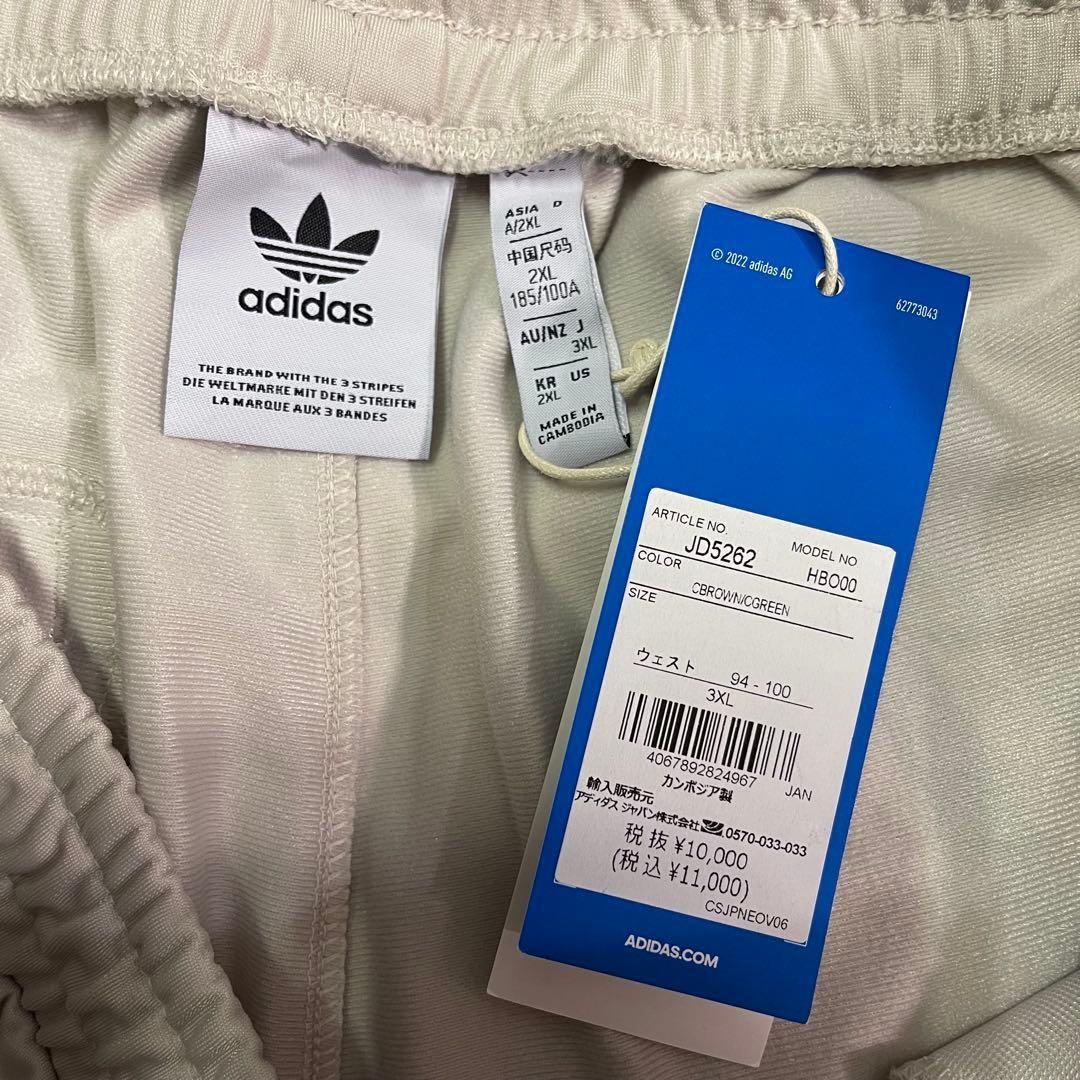 adidas
THE BRAND WITH THE 3 STRIPES
DIE WELTMARKE MIT DEN 3 STREIFEN
LA MARQUE AUX 3 BANDES
ASIA D
A/2XL
中国尺码
2XL
185/100A
AU/NZ J
3XL
KR US
2XL
MADE IN
CAMBODIA
© 2022 adidas AG
62773043
ARTICLE NO.
JD5262
MODEL NO
HBO00
COLOR
CBROWN/CGREEN
SIZE
ウェスト 94 - 100
3XL
4067892824967 JAN
カンボジア製
輸入販売元
アディダス ジャパン株式会社 0570-033-033
税抜 ¥10,000
(税込 ¥11,000)
CSJPNEOV06
ADIDAS.COM